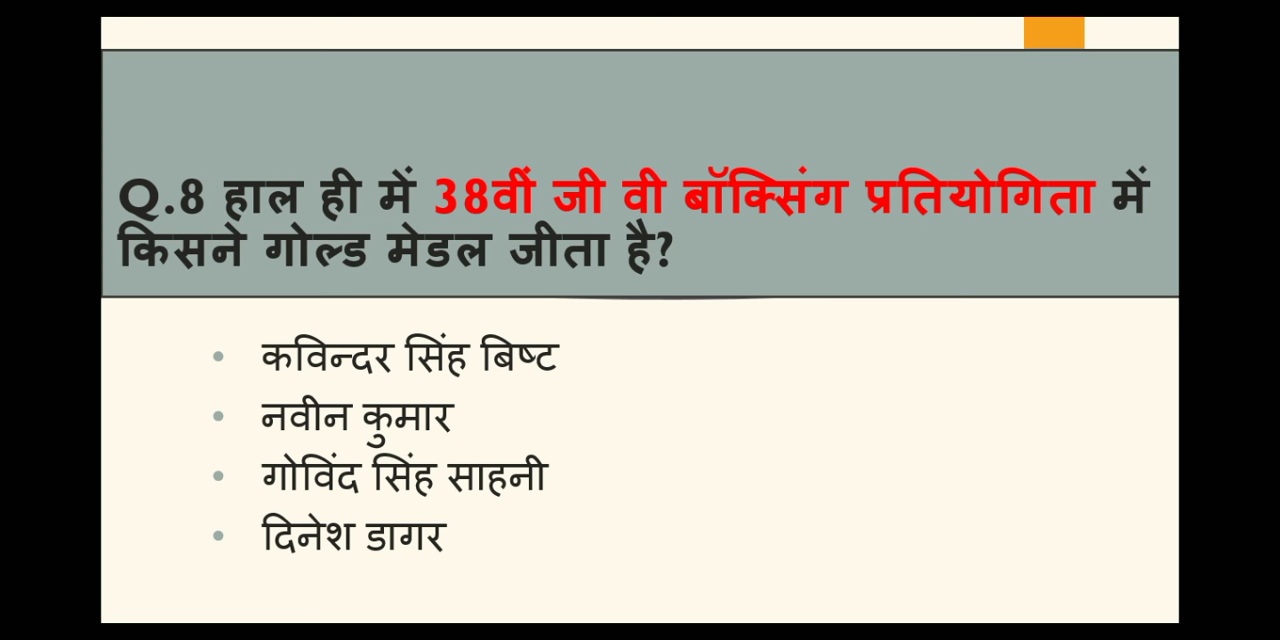 Q.8 हाल ही में 38वीं जी वी बॉक्सिंग प्रतियोगिता में
किसने गोल्ड मेडल जीता है?
• कविन्दर सिंह बिष्ट
• नवीन कुमार
• गोविंद सिंह साहनी
• दिनेश डागर